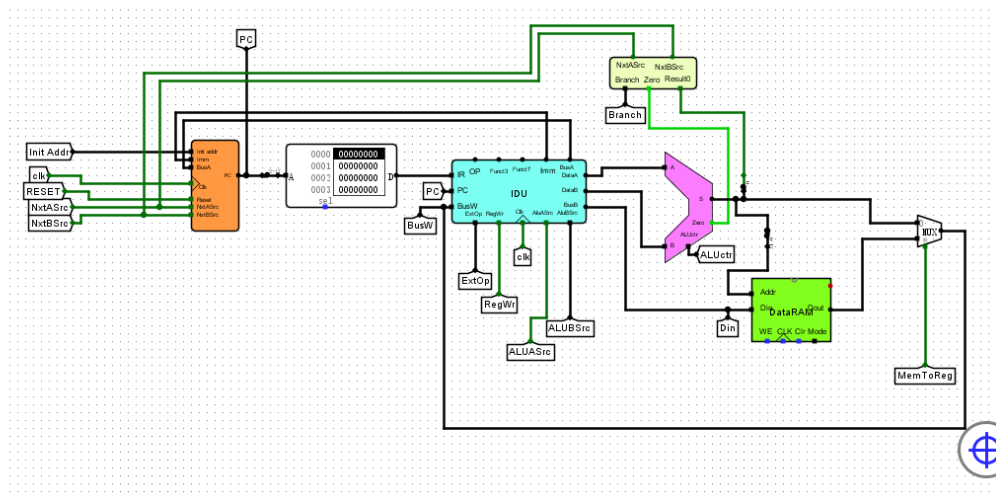 PC
NxtASrc NxtBSrc
Branch Zero Result0
Branch
Init Addr
clk
RESET
NxtASrc
NxtBSrc
Init addr
Imm
BusA
Clk
Reset
NxtASrc
NxtBSrc
PC
A
0000 00000000
0001 00000000
0002 00000000
0003 00000000
D
sel
IR OP Funct3 Funct7 Imm BusA
DataA
PC
PC
IDU
DataB
BusW
BusB
ExtOp RegWr Clk AluASrc AluBSrc
BusW
ExtOp
RegWr
clk
ALUASrc
ALUBSrc
A
S
Zero
ALUctr
B
ALUctr
Addr
Din
Dout
DataRAM
WE CLK Clr Mode
Din
MUX
MemToReg